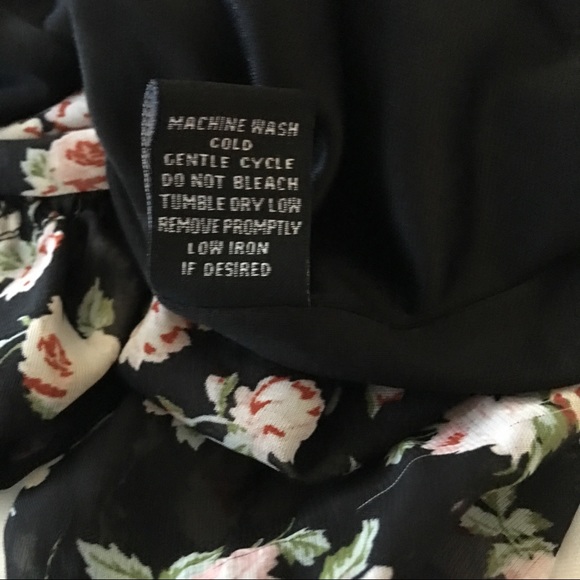 MACHINE WASH
COLD
GENTLE CYCLE
DO NOT BLEACH
TUMBLE DRY LOW
REMOVE PROMPTLY
LOW IRON
IF DESIRED